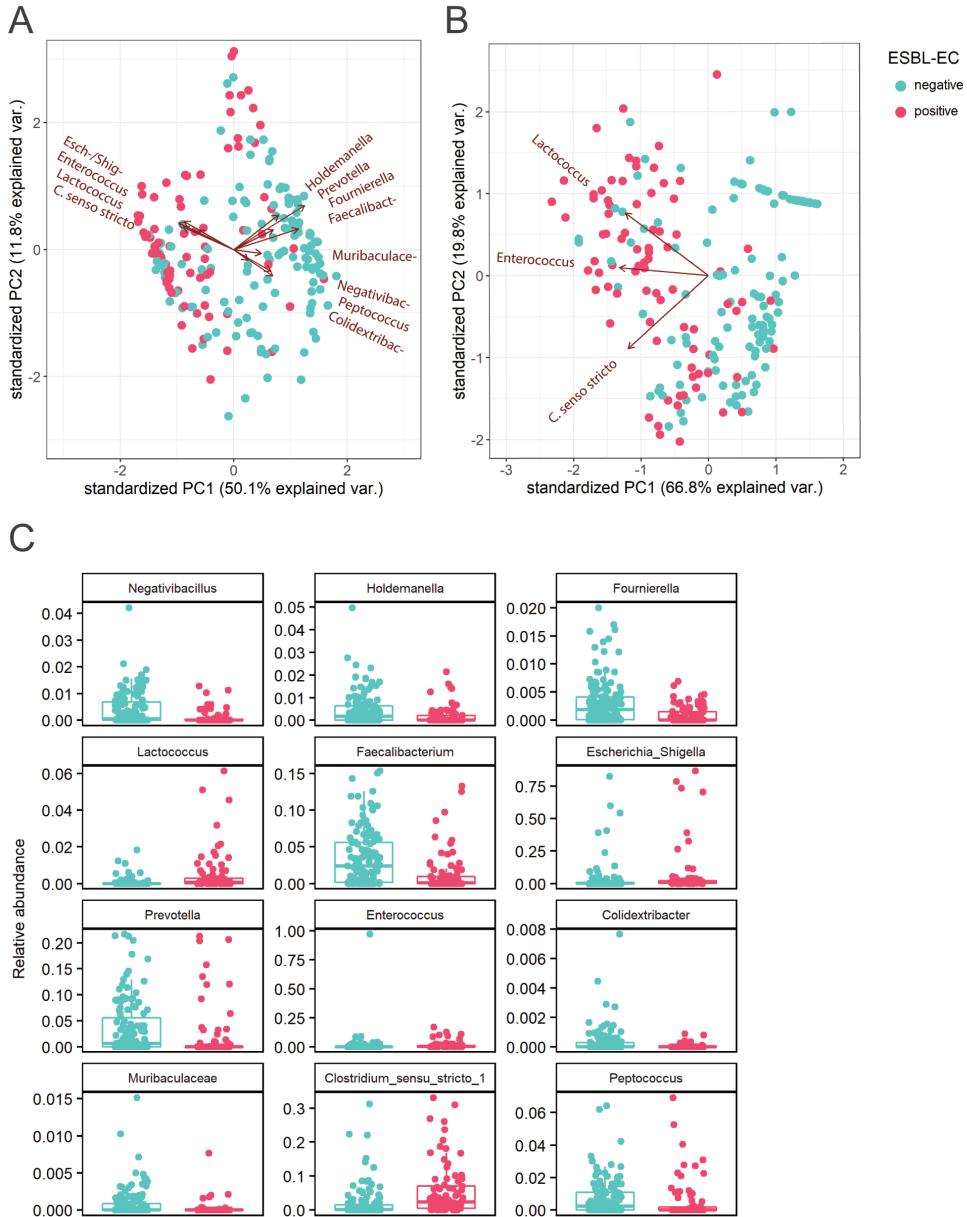 A
B
ESBL-EC
negative
positive
standardized PC2 (11.8% explained var.)
2
0
-2
-2
0
2
standardized PC1 (50.1% explained var.)
Esch-/Shig-
Enterococcus
Lactococcus
C. senso stricto
Holdemanella
Prevotella
Fournierella
Faecalibact-
Muribaculace-
Negativibac-
Peptococcus
Colidextribac-
standardized PC2 (19.8% explained var.)
2
1
0
-1
-2
-3
-2
-1
0
1
2
standardized PC1 (66.8% explained var.)
Lactococcus
Enterococcus
C. senso stricto
C
Relative abundance
Negativibacillus
0.04
0.03
0.02
0.01
0.00
Holdemanella
0.05
0.04
0.03
0.02
0.01
0.00
Fournierella
0.020
0.015
0.010
0.005
0.000
Lactococcus
0.06
0.04
0.02
0.00
Faecalibacterium
0.15
0.10
0.05
0.00
Escherichia_Shigella
0.75
0.50
0.25
0.00
Prevotella
0.20
0.15
0.10
0.05
0.00
Enterococcus
1.00
0.75
0.50
0.25
0.00
Colidextribacter
0.008
0.006
0.004
0.002
0.000
Muribaculaceae
0.015
0.010
0.005
0.000
Clostridium_sensu_stricto_1
0.3
0.2
0.1
0.0
Peptococcus
0.06
0.04
0.02
0.00